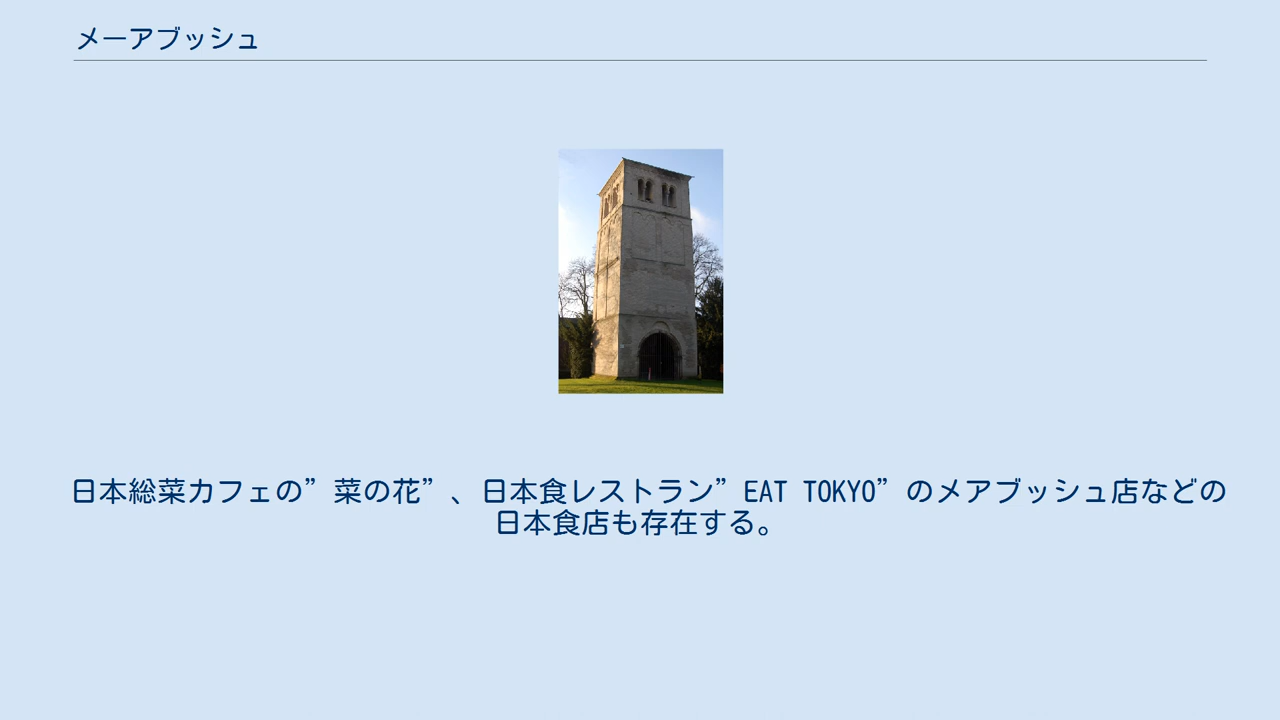 メーアブッシュ
日本総菜カフェの”菜の花”、日本食レストラン”EAT TOKYO”のメアブッシュ店などの
日本食店も存在する。